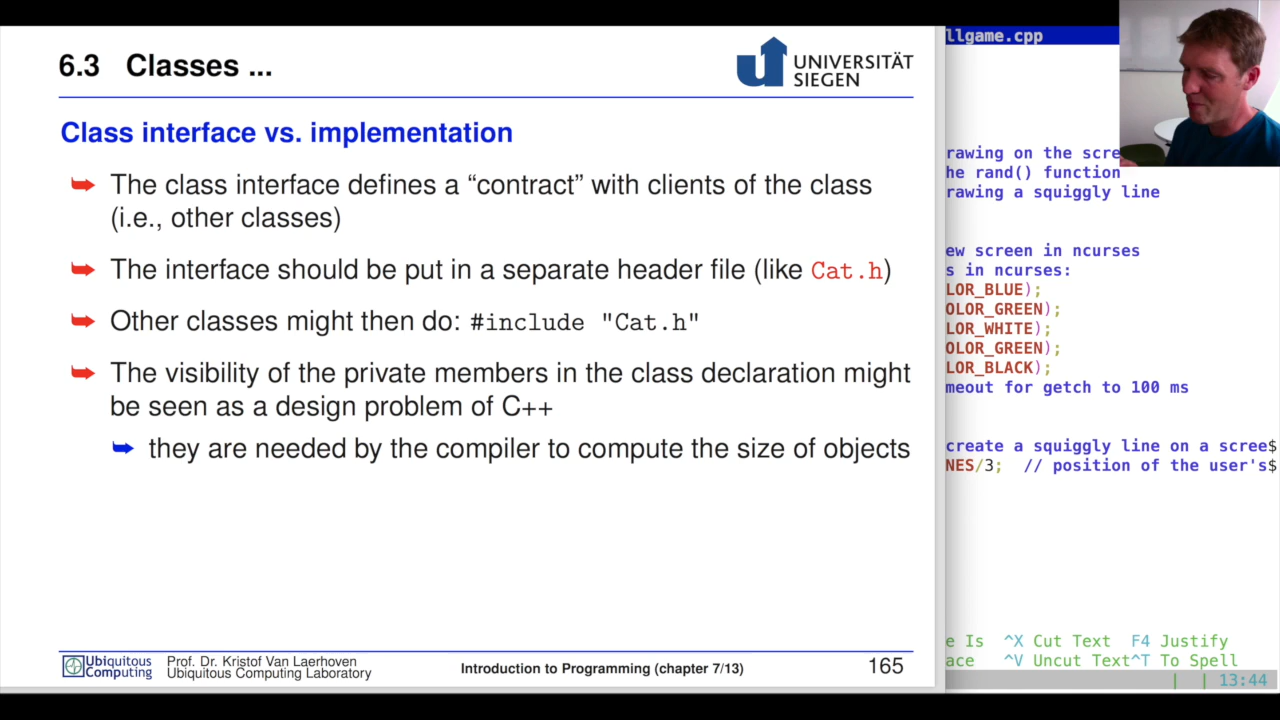 6.3 Classes ...
UNIVERSITÄT
SIEGEN
Class interface vs. implementation
The class interface defines a “contract” with clients of the class
(i.e., other classes)
The interface should be put in a separate header file (like Cat.h)
Other classes might then do: #include "Cat.h"
The visibility of the private members in the class declaration might
be seen as a design problem of C++
they are needed by the compiler to compute the size of objects
Ubiquitous
Computing
Prof. Dr. Kristof Van Laerhoven
Ubiquitous Computing Laboratory
Introduction to Programming (chapter 7/13)
165
llgame.cpp
rawing on the scre
he rand() function
rawing a squiggly line
ew screen in ncurses
s in ncurses:
LOR_BLUE);
OLOR_GREEN);
LOR_WHITE);
OLOR_GREEN);
LOR_BLACK);
meout for getch to 100 ms
create a squiggly line on a scree$
NES/3; // position of the user's$
e Is ^X Cut Text F4 Justify
ace ^V Uncut Text^T To Spell
| | 13:44